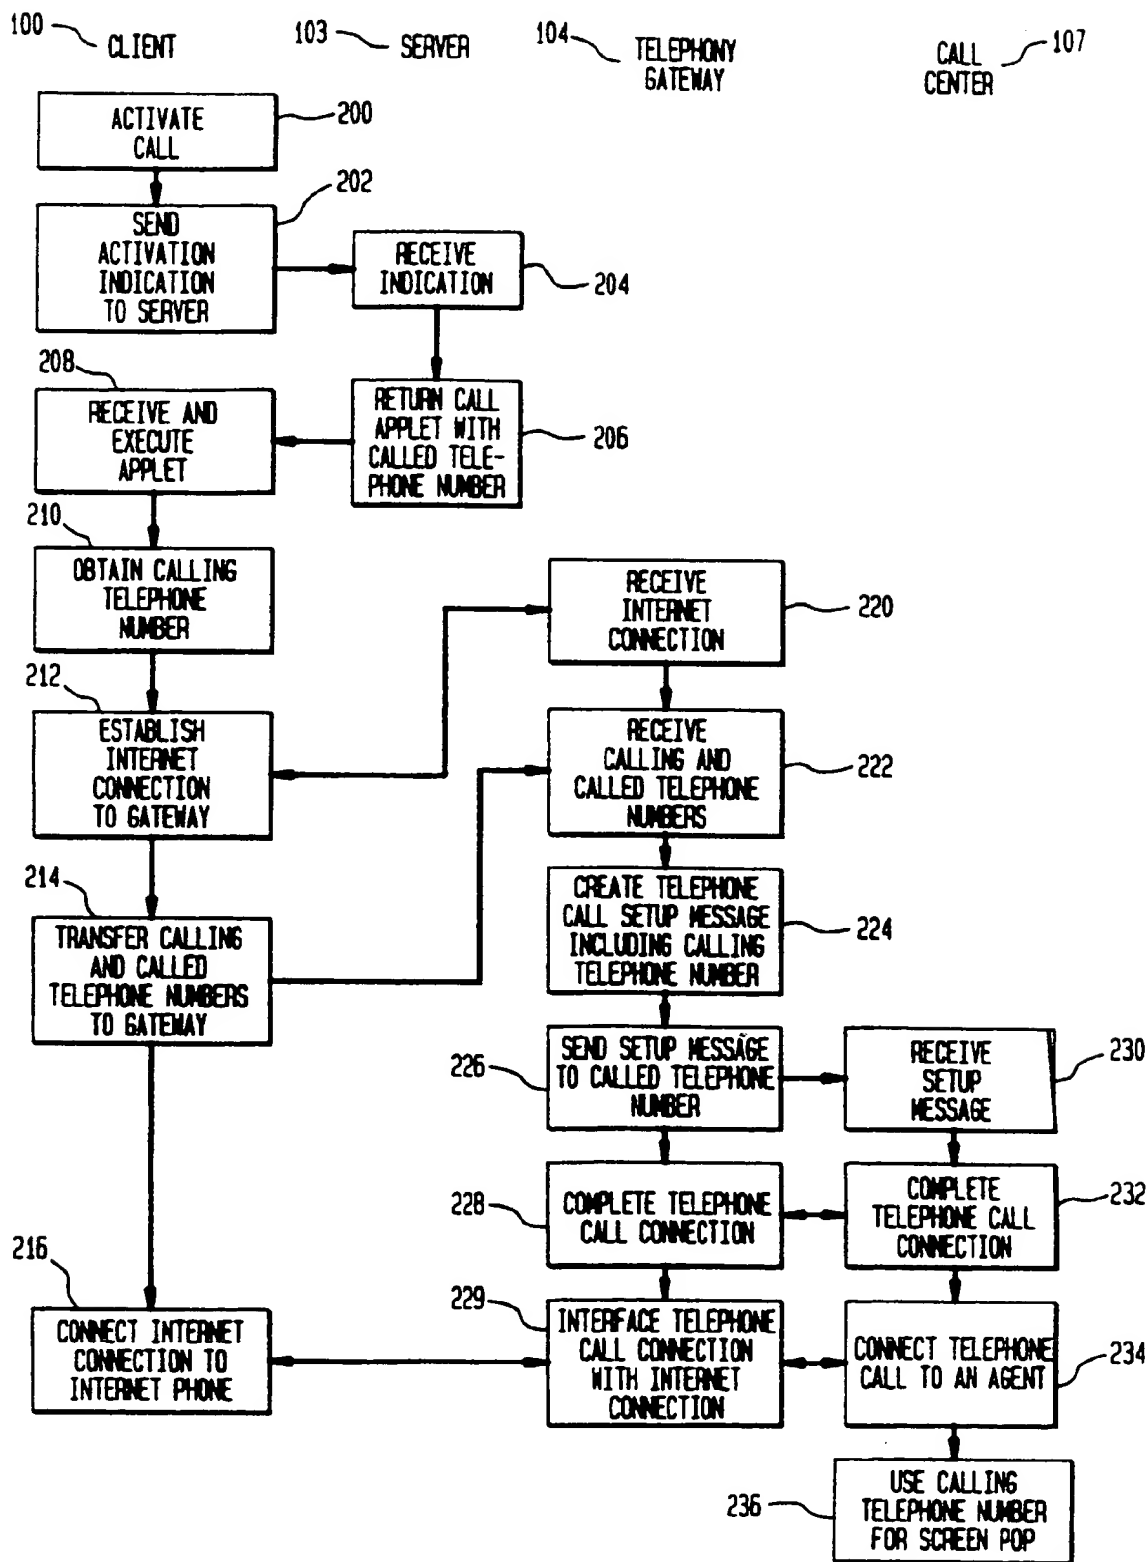 100
CLIENT
103
SERVER
104
TELEPHONY
GATEWAY
CALL
CENTER
107
ACTIVATE
CALL
200
SEND
ACTIVATION
INDICATION
TO SERVER
202
RECEIVE
INDICATION
204
208
RECEIVE AND
EXECUTE
APPLET
RETURN CALL
APPLET WITH
CALLED TELE-
PHONE NUMBER
206
210
OBTAIN CALLING
TELEPHONE
NUMBER
RECEIVE
INTERNET
CONNECTION
220
212
ESTABLISH
INTERNET
CONNECTION
TO GATEWAY
RECEIVE
CALLING AND
CALLED TELEPHONE
NUMBERS
222
214
TRANSFER CALLING
AND CALLED
TELEPHONE NUMBERS
TO GATEWAY
CREATE TELEPHONE
CALL SETUP MESSAGE
INCLUDING CALLING
TELEPHONE NUMBER
224
226
SEND SETUP MESSAGE
TO CALLED TELEPHONE
NUMBER
RECEIVE
SETUP
MESSAGE
230
228
COMPLETE TELEPHONE
CALL CONNECTION
COMPLETE
TELEPHONE CALL
CONNECTION
232
216
CONNECT INTERNET
CONNECTION TO
INTERNET PHONE
229
INTERFACE TELEPHONE
CALL CONNECTION
WITH INTERNET
CONNECTION
CONNECT TELEPHONE
CALL TO AN AGENT
234
236
USE CALLING
TELEPHONE NUMBER
FOR SCREEN POP